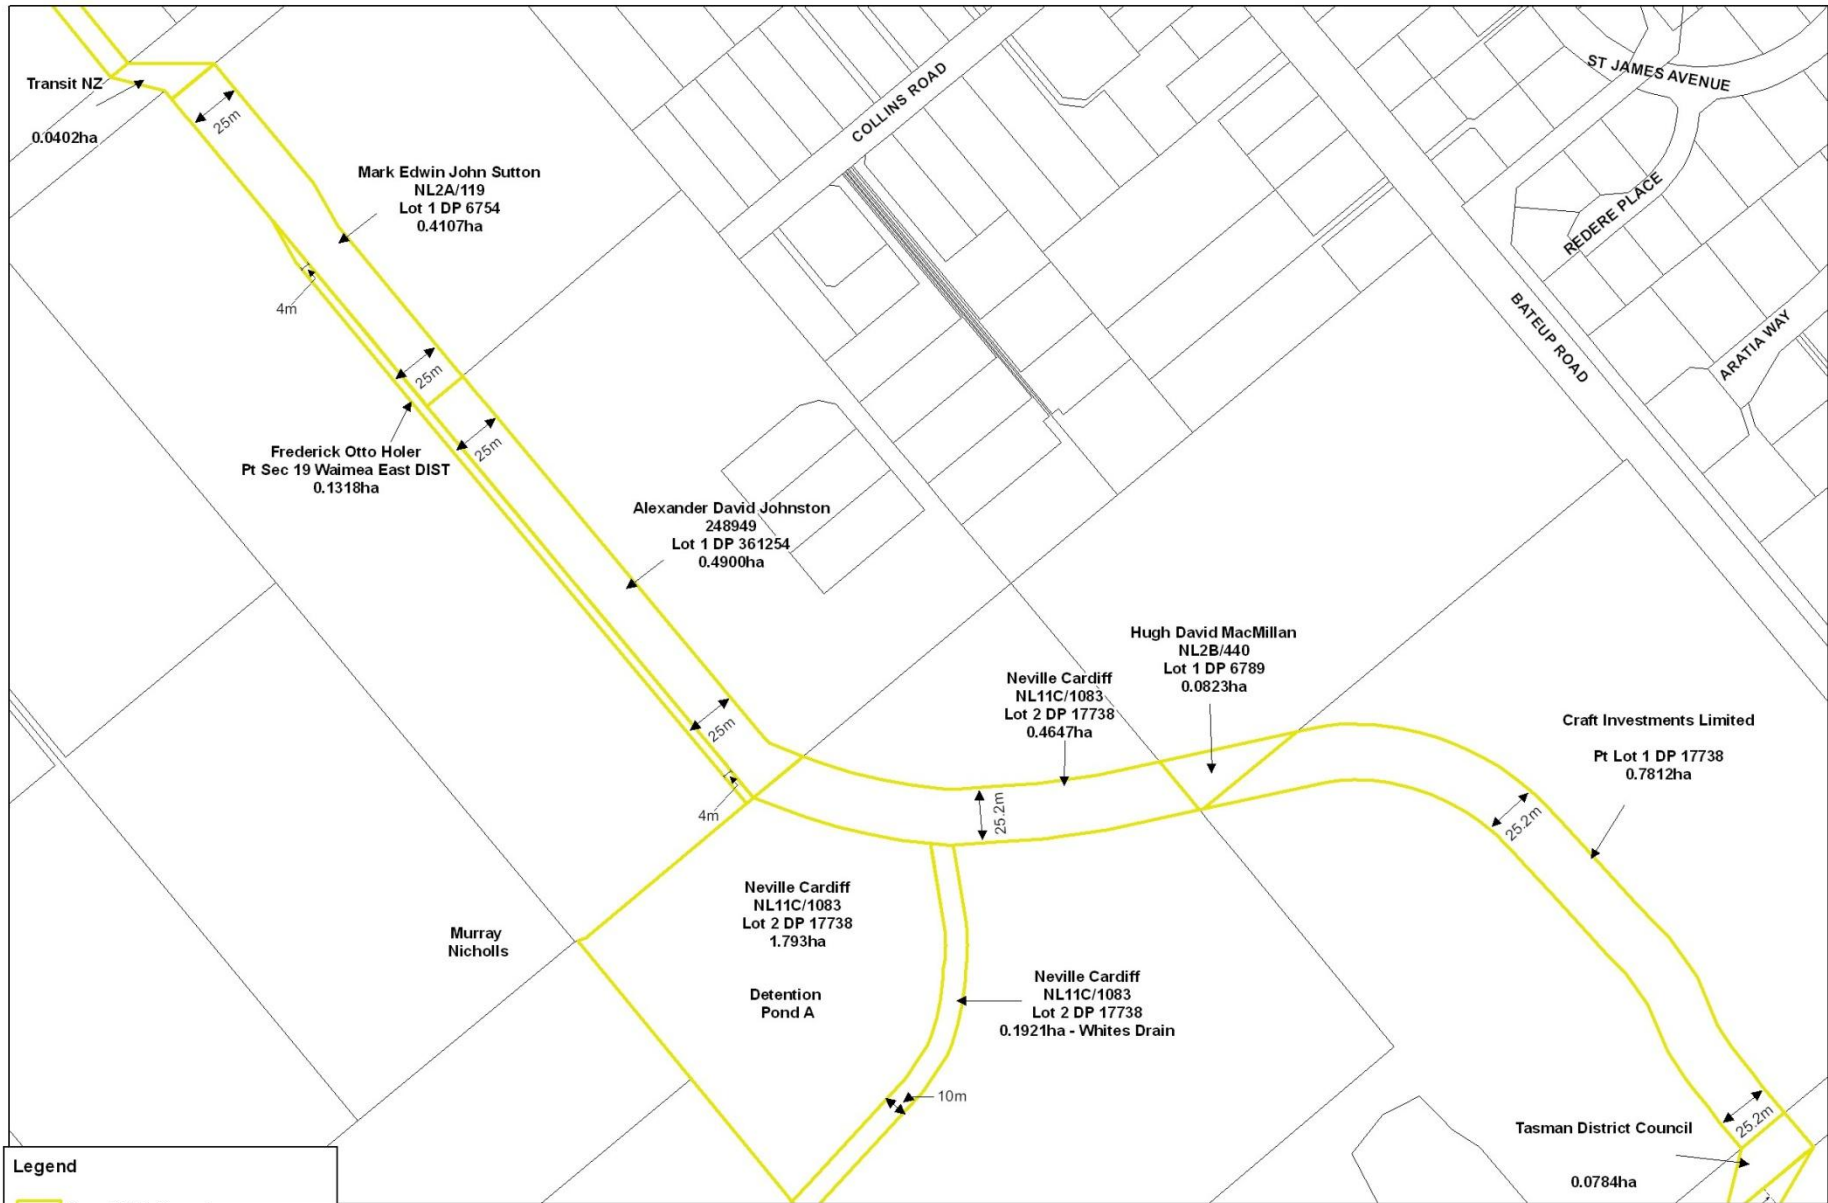 Transit NZ
0.0402ha
25m
Mark Edwin John Sutton
NL2A/119
Lot 1 DP 6754
0.4107ha
4m
25m
Frederick Otto Holer
Pt Sec 19 Waimea East DIST
0.1318ha
25m
Alexander David Johnston
248949
Lot 1 DP 361254
0.4900ha
25m
4m
COLLINS ROAD
ST JAMES AVENUE
REDERE PLACE
BATEUP ROAD
ARATIA WAY
Neville Cardiff
NL11C/1083
Lot 2 DP 17738
0.4647ha
25.2m
Hugh David MacMillan
NL2B/440
Lot 1 DP 6789
0.0823ha
Craft Investments Limited
Pt Lot 1 DP 17738
0.7812ha
25.2m
Murray
Nicholls
Neville Cardiff
NL11C/1083
Lot 2 DP 17738
1.793ha
Detention
Pond A
Neville Cardiff
NL11C/1083
Lot 2 DP 17738
0.1921ha - Whites Drain
10m
25.2m
Tasman District Council
0.0784ha
Legend